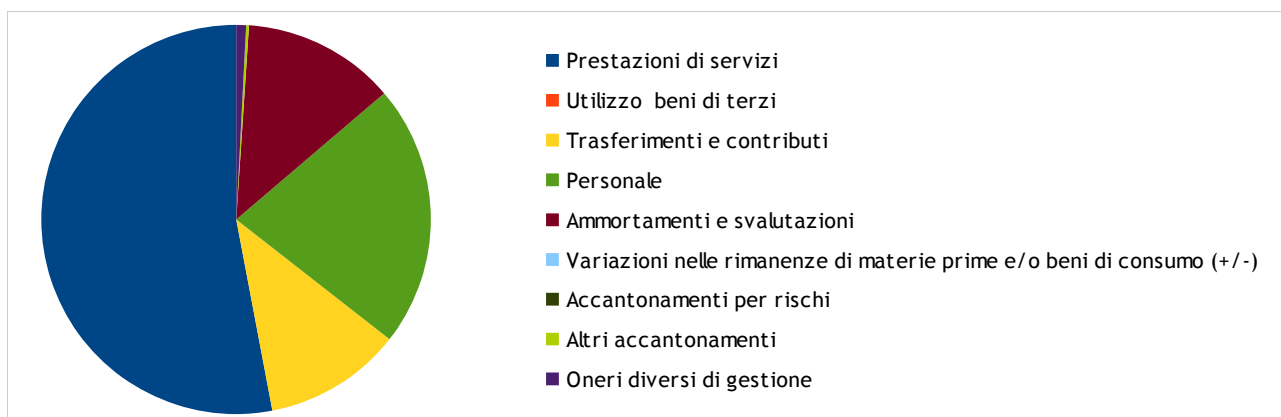 Prestazioni di servizi
Utilizzo beni di terzi
Trasferimenti e contributi
Personale
Ammortamenti e svalutazioni
Variazioni nelle rimanenze di materie prime e/o beni di consumo (+/-)
Accantonamenti per rischi
Altri accantonamenti
Oneri diversi di gestione